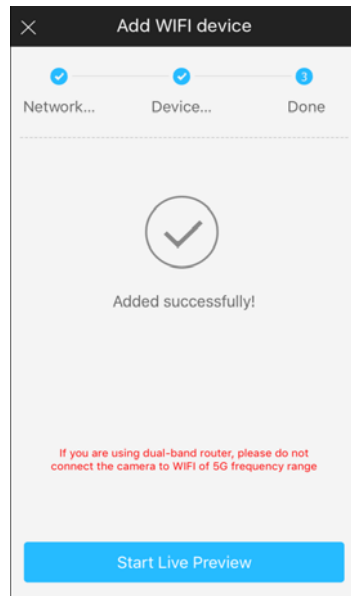 Add WIFI device
3
Network... Device... Done
Added successfully!
If you are using dual-band router, please do not
connect the camera to WIFI of 5G frequency range
Start Live Preview